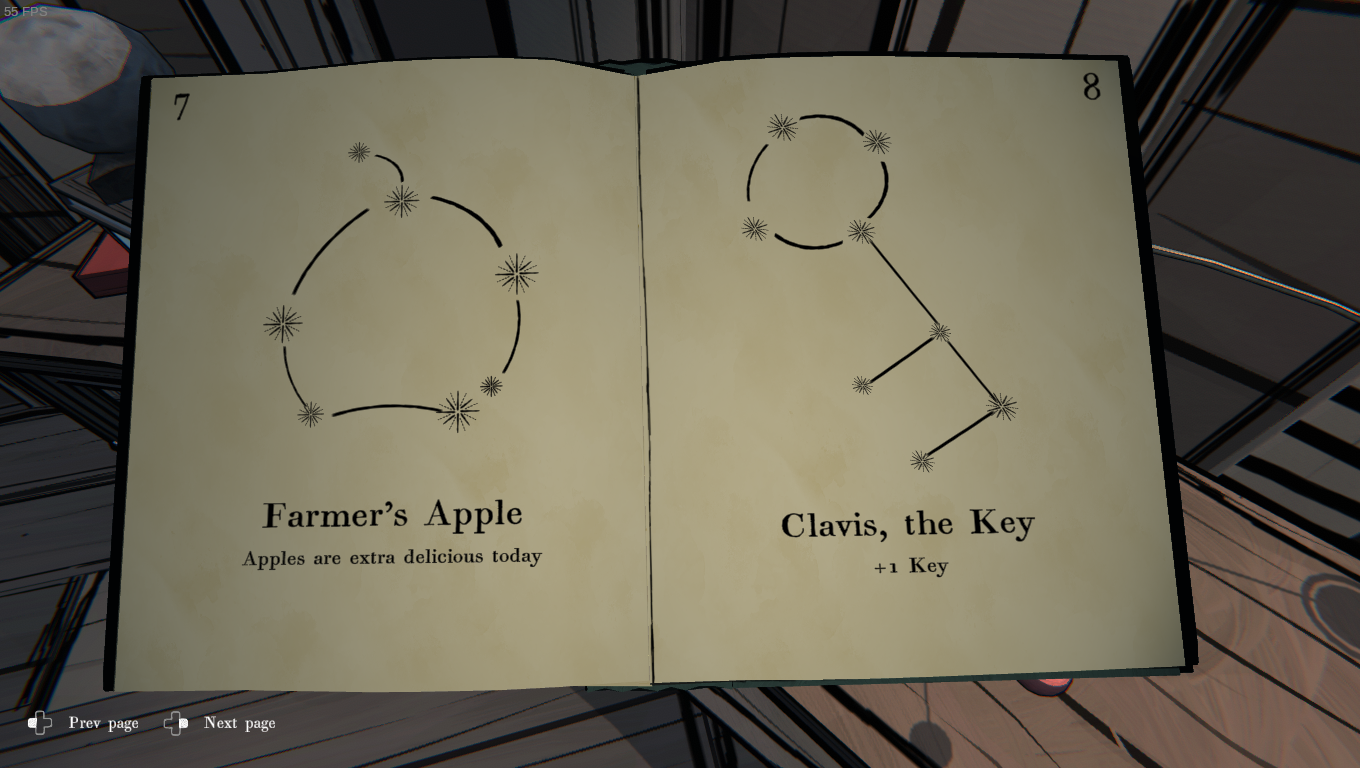 55 FPS
7
Farmer's Apple
Apples are extra delicious today
8
Clavis, the Key
+1 Key
Prev page
Next page